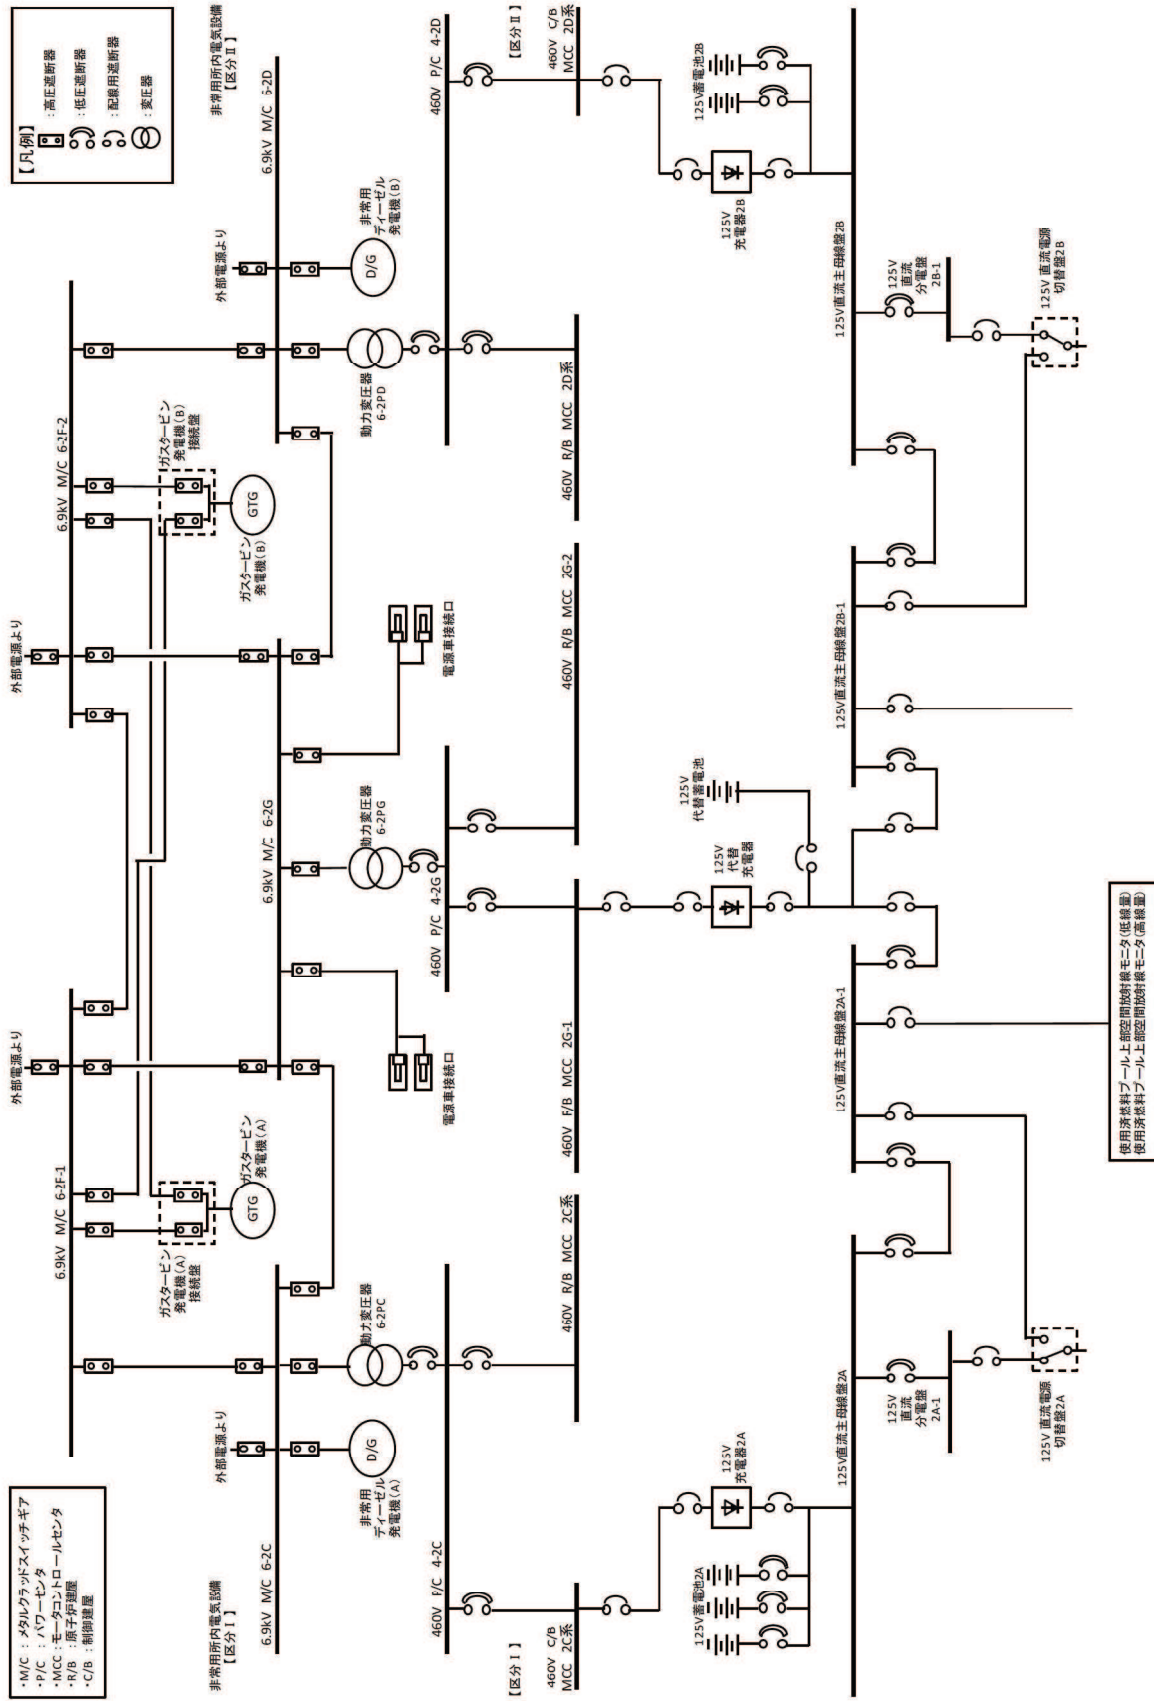 ・M/C : メタルクラッドスイッチギア
・P/C : パワーセンタ
・MCC : モータコントロールセンタ
・R/B : 原子炉建屋
・C/B : 制御建屋
【凡例】
: 高圧遮断器
: 低圧遮断器
: 配線用遮断器
: 変圧器
外部電源より
外部電源より
6.9kV M/C 6-2F-1
6.9kV M/C 6-2F-2
ガスタービン
発電機(A)
接続盤
GTG
ガスタービン
発電機(A)
ガスタービン
発電機(B)
接続盤
GTG
ガスタービン
発電機(B)
非常用所内電気設備
【区分Ⅰ】
外部電源より
6.9kV M/C 6-2C
6.9kV M/C 6-2G
外部電源より
6.9kV M/C 6-2D
非常用所内電気設備
【区分Ⅱ】
D/G
非常用
ディーゼル
発電機(A)
動力変圧器
6-2PC
動力変圧器
6-2PG
動力変圧器
6-2PD
D/G
非常用
ディーゼル
発電機(B)
電源車接続口
電源車接続口
460V P/C 4-2C
460V P/C 4-2G
460V P/C 4-2D
【区分Ⅰ】
460V C/B
MCC 2C系
460V R/B MCC 2C系
460V R/B MCC 2G-1
460V R/B MCC 2G-2
460V R/B MCC 2D系
【区分Ⅱ】
460V C/B
MCC 2D系
125V蓄電池2A
125V
充電器2A
125V
代替蓄電池
125V
代替
充電器
125V
充電器2B
125V蓄電池2B
125V直流主母線盤2A
125V直流主母線盤2A-1
125V直流主母線盤2B-1
125V直流主母線盤2B
125V
直流
分電盤
2A-1
125V
直流
分電盤
2B-1
125V 直流電源
切替盤2A
125V 直流電源
切替盤2B
使用済燃料プール上部空間放射線モニタ(低線量)
使用済燃料プール上部空間放射線モニタ(高線量)